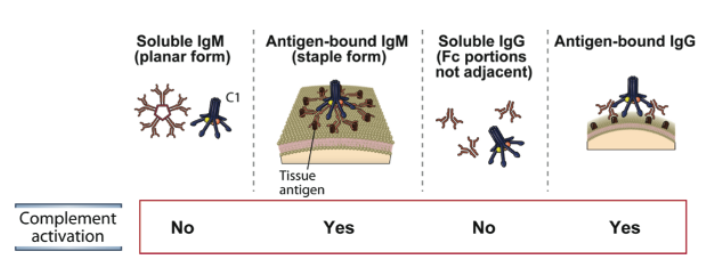 Soluble IgM
(planar form)
Antigen-bound IgM
(staple form)
Soluble IgG
(Fc portions
not adjacent)
Antigen-bound IgG
C1
Tissue
antigen
Complement
activation
No
Yes
No
Yes